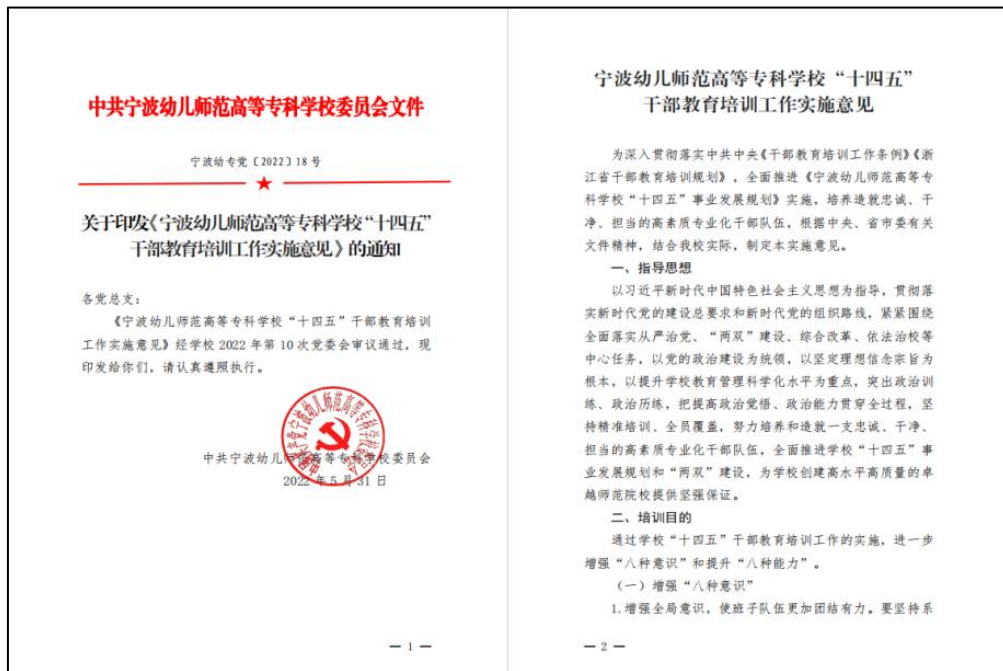 中共宁波幼儿师范高等专科学校委员会文件
宁波幼专党〔2022〕18 号
关于印发《宁波幼儿师范高等专科学校“十四五”
干部教育培训工作实施意见》的通知
各党总支：
《宁波幼儿师范高等专科学校“十四五”干部教育培训
工作实施意见》经学校 2022 年第 10 次党委会审议通过，现
印发给你们，请认真遵照执行。
中共宁波幼儿师范高等专科学校委员会
2022 年 5 月 31 日
— 1 —
宁波幼儿师范高等专科学校“十四五”
干部教育培训工作实施意见
为深入贯彻落实中共中央《干部教育培训工作条例》《浙
江省干部教育培训规划》，全面推进《宁波幼儿师范高等专
科学校“十四五”事业发展规划》实施，培养造就忠诚、干
净、担当的高素质专业化干部队伍，根据中央、省市委有关
文件精神，结合我校实际，制定本实施意见。
一、指导思想
以习近平新时代中国特色社会主义思想为指导，贯彻落
实新时代党的建设总要求和新时代党的组织路线，紧紧围绕
全面落实从严治党、“两双”建设、综合改革、依法治校等
中心任务，以党的政治建设为统领，以坚定理想信念宗旨为
根本，以提升学校教育管理科学化水平为重点，突出政治训
练、政治历练，把提高政治觉悟、政治能力贯穿全过程，坚
持精准培训、全员覆盖，努力培养和造就一支忠诚、干净、
担当的高素质专业化干部队伍，全面推进学校“十四五”事
业发展规划和“两双”建设，为学校创建高水平高质量的卓
越师范院校提供坚强保证。
二、培训目的
通过学校“十四五”干部教育培训工作的实施，进一步
增强“八种意识”和提升“八种能力”。
（一）增强“八种意识”
1.增强全局意识，使班子队伍更加团结有力。要坚持系
— 2 —